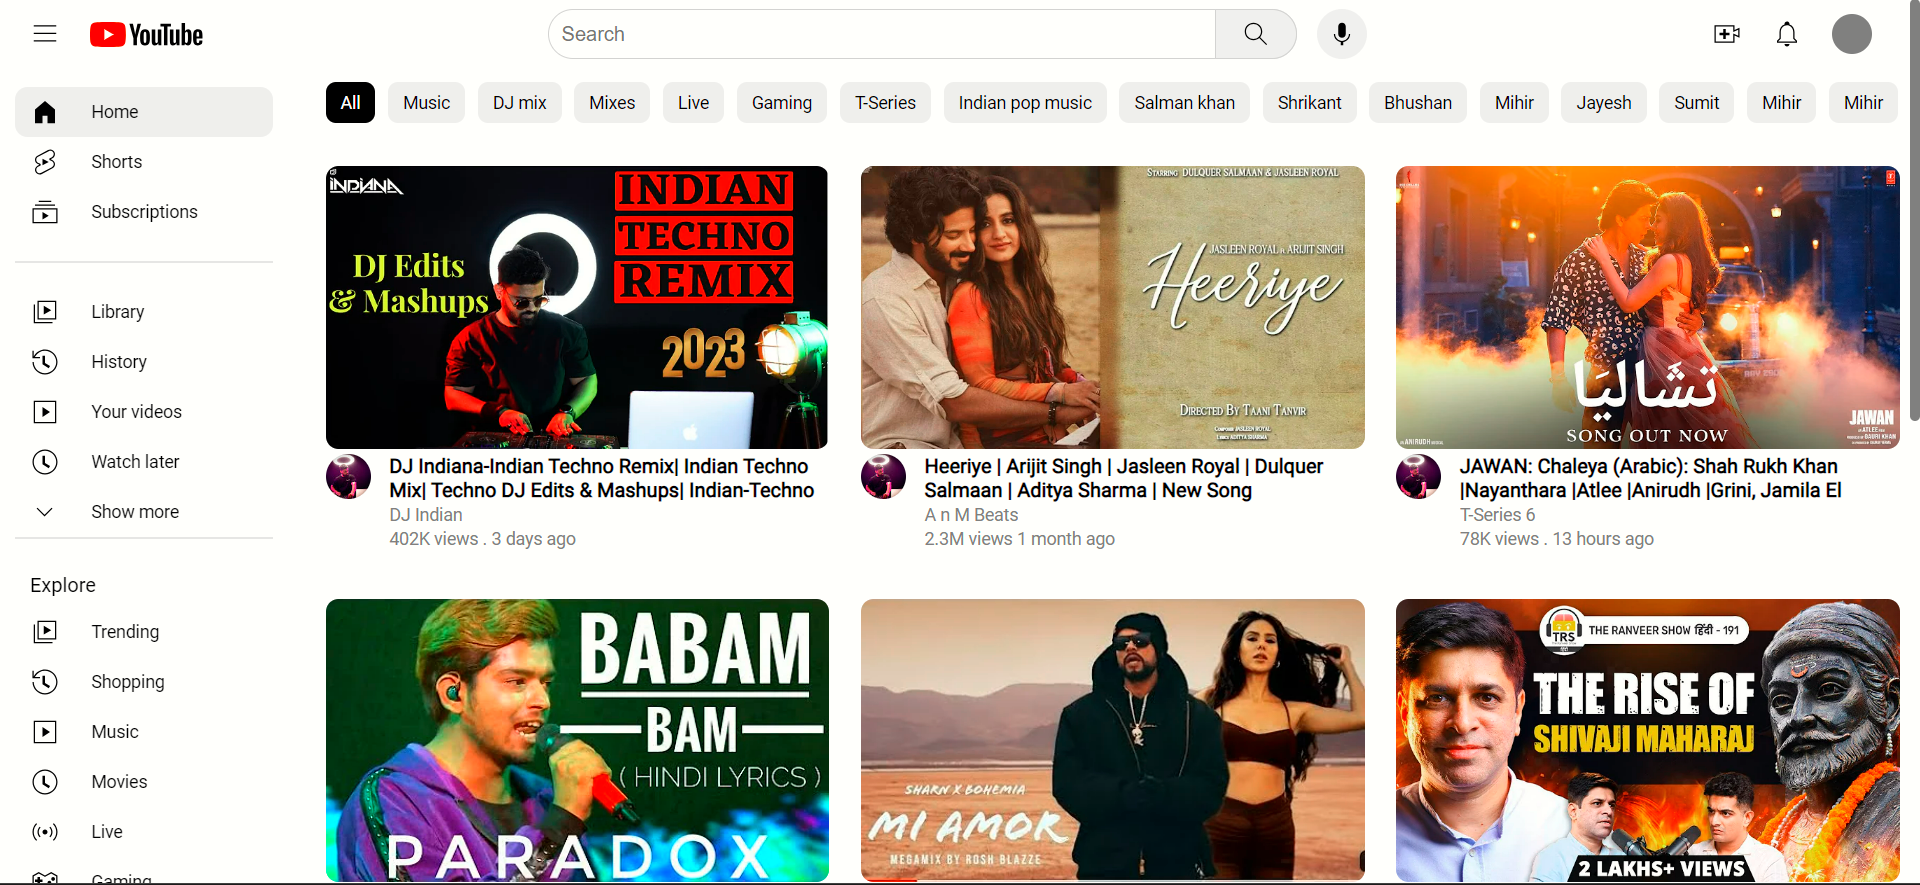 YouTube
Search
Home
Shorts
Subscriptions
Library
History
Your videos
Watch later
Show more
Explore
Trending
Shopping
Music
Movies
Live
Gaming
All
Music
DJ mix
Mixes
Live
Gaming
T-Series
Indian pop music
Salman khan
Shrikant
Bhushan
Mihir
Jayesh
Sumit
Mihir
Mihir
INDIANA
INDIAN
TECHNO
REMIX
DJ Edits
& Mashups
2023
DJ Indiana-Indian Techno Remix| Indian Techno
Mix| Techno DJ Edits & Mashups| Indian-Techno
DJ Indian
402K views . 3 days ago
STARRING DULQUER SALMAAN & JASLEEN ROYAL
JASLEEN ROYAL ft. ARIJIT SINGH
Heeriye
DIRECTED BY TAANI TANVIR
COMPOSER JASLEEN ROYAL
LYRICS ADITYA SHARMA
Heeriye | Arijit Singh | Jasleen Royal | Dulquer
Salmaan | Aditya Sharma | New Song
A n M Beats
2.3M views 1 month ago
تشاليَا
SONG OUT NOW
JAWAN
JAWAN: Chaleya (Arabic): Shah Rukh Khan
|Nayanthara |Atlee |Anirudh |Grini, Jamila El
T-Series 6
78K views . 13 hours ago
BABAM
BAM
( HINDI LYRICS )
PARADOX
SHARN X BOHEMIA
MI AMOR
MEGAMIX BY ROSH BLAZZE
TRS
THE RANVEER SHOW हिंदी - 191
THE RISE OF
SHIVAJI MAHARAJ
2 LAKHS+ VIEWS